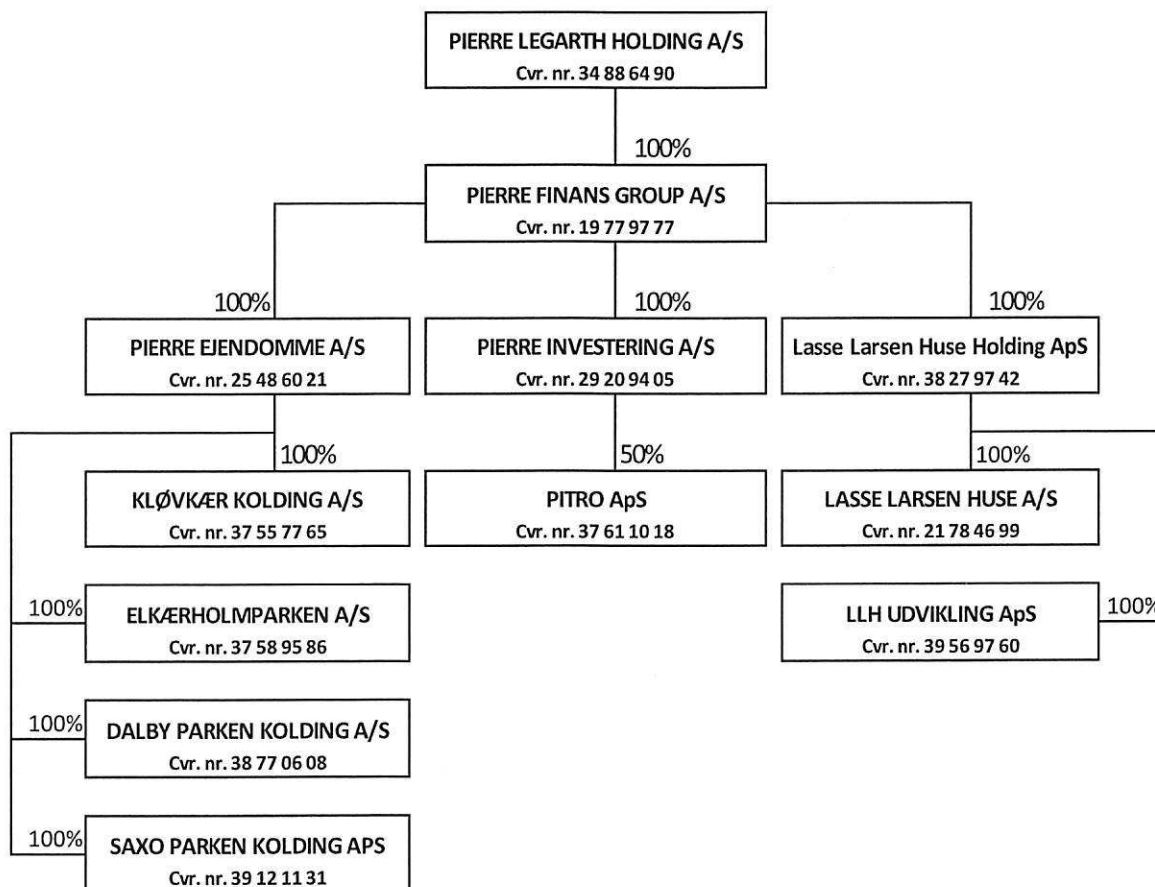 PIERRE LEGARTH HOLDING A/S
Cvr. nr. 34 88 64 90
100%
PIERRE FINANS GROUP A/S
Cvr. nr. 19 77 97 77
100%
100%
100%
PIERRE EJENDOMME A/S
Cvr. nr. 25 48 60 21
PIERRE INVESTERING A/S
Cvr. nr. 29 20 94 05
Lasse Larsen Huse Holding ApS
Cvr. nr. 38 27 97 42
100%
50%
100%
KLØVKÆR KOLDING A/S
Cvr. nr. 37 55 77 65
PITRO ApS
Cvr. nr. 37 61 10 18
LASSE LARSEN HUSE A/S
Cvr. nr. 21 78 46 99
100%
ELKÆRHOLMPARKEN A/S
Cvr. nr. 37 58 95 86
LLH UDVIKLING ApS
Cvr. nr. 39 56 97 60
100%
100%
DALBY PARKEN KOLDING A/S
Cvr. nr. 38 77 06 08
100%
SAXO PARKEN KOLDING APS
Cvr. nr. 39 12 11 31